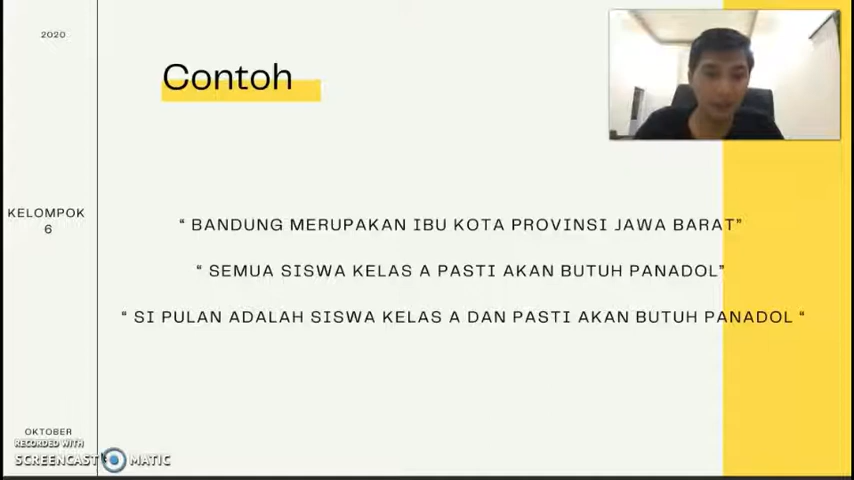 2020
Contoh
KELOMPOK
6
“ BANDUNG MERUPAKAN IBU KOTA PROVINSI JAWA BARAT”
“ SEMUA SISWA KELAS A PASTI AKAN BUTUH PANADOL”
“ SI PULAN ADALAH SISWA KELAS A DAN PASTI AKAN BUTUH PANADOL “
OKTOBER
RECORDED WITH
SCREENCAST MATIC